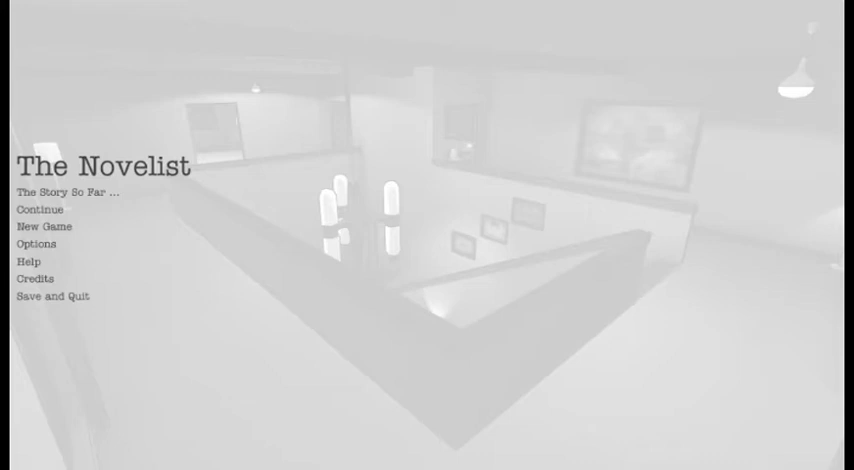 The Novelist
The Story So Far ...
Continue
New Game
Options
Help
Credits
Save and Quit